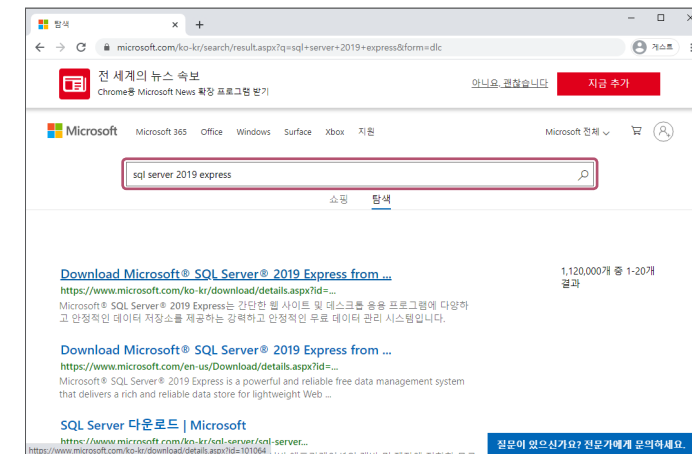 탐색
microsoft.com/ko-kr/search/result.aspx?q=sql+server+2019+express&form=dlc
게스트
전 세계의 뉴스 속보
Chrome용 Microsoft News 확장 프로그램 받기
아니요, 괜찮습니다
지금 추가
Microsoft Microsoft 365 Office Windows Surface Xbox 지원 Microsoft 전체
sql server 2019 express
쇼핑 탐색
Download Microsoft® SQL Server® 2019 Express from ...
1,120,000개 중 1-20개
결과
https://www.microsoft.com/ko-kr/download/details.aspx?id=...
Microsoft® SQL Server® 2019 Express는 간단한 웹 사이트 및 데스크톱 응용 프로그램에 다양하
고 안정적인 데이터 저장소를 제공하는 강력하고 안정적인 무료 데이터 관리 시스템입니다.
Download Microsoft® SQL Server® 2019 Express from ...
https://www.microsoft.com/en-us/Download/details.aspx?id=...
Microsoft® SQL Server® 2019 Express is a powerful and reliable free data management system
that delivers a rich and reliable data store for lightweight Web ...
SQL Server 다운로드 | Microsoft
https://www.microsoft.com/ko-kr/sql-server/sql-server...
질문이 있으신가요? 전문가에게 문의하세요.
https://www.microsoft.com/ko-kr/download/details.aspx?id=101064